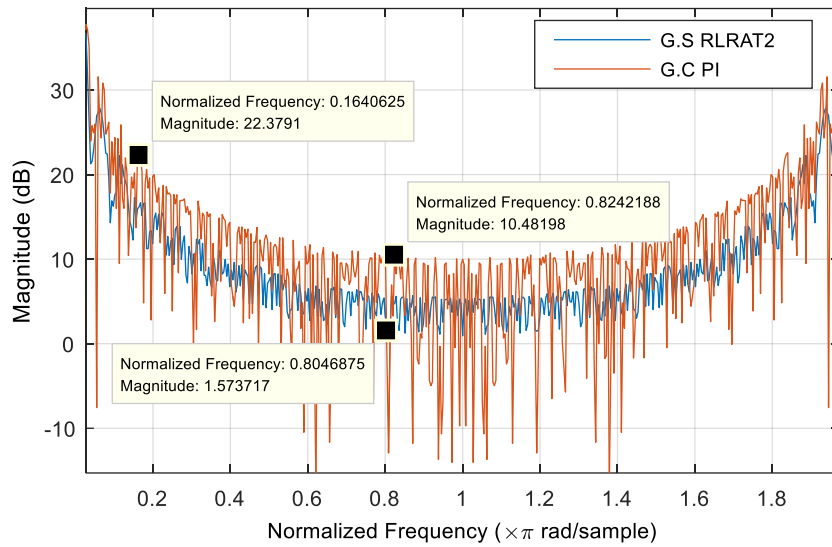 G.S RLRAT2
G.C PI
Normalized Frequency: 0.1640625
Magnitude: 22.3791
Normalized Frequency: 0.8242188
Magnitude: 10.48198
Normalized Frequency: 0.8046875
Magnitude: 1.573717
30
20
10
0
-10
Magnitude (dB)
0.2 0.4 0.6 0.8 1 1.2 1.4 1.6 1.8
Normalized Frequency (×π rad/sample)